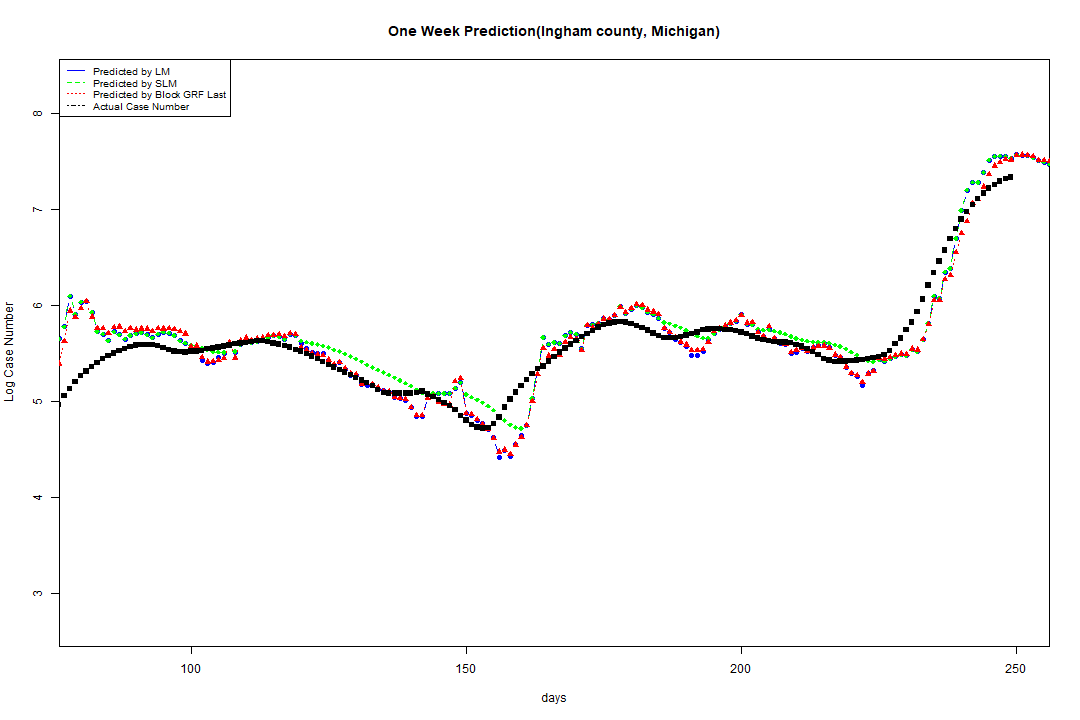 One Week Prediction(Ingham county, Michigan)
Predicted by LM
Predicted by SLM
Predicted by Block GRF Last
Actual Case Number
8
7
6
5
4
3
Log Case Number
100 150 200 250
days